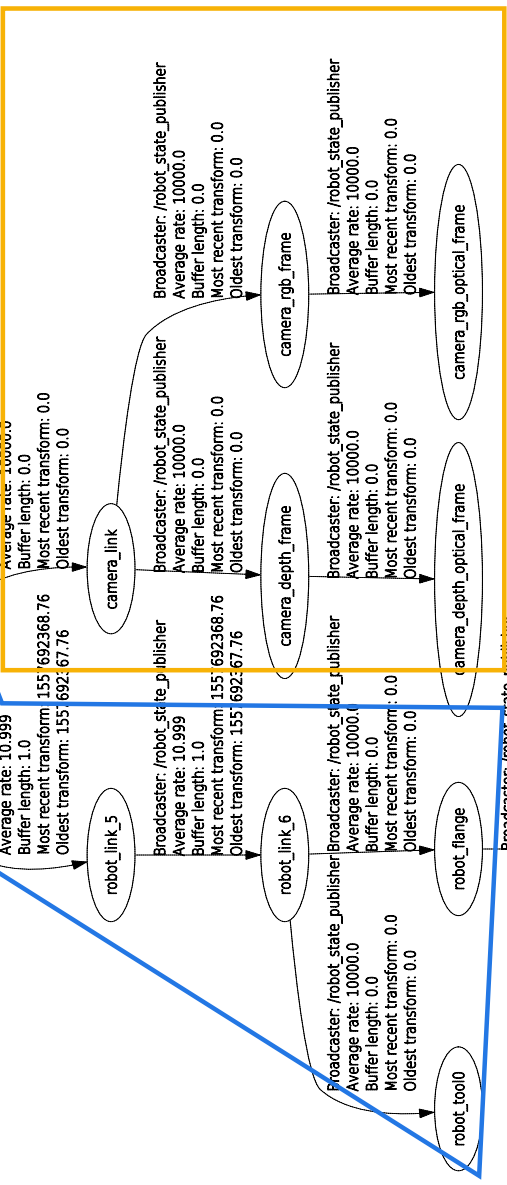 Average rate: 10.999
Buffer length: 1.0
Most recent transform: 1557692368.76
Oldest transform: 1557692367.76
Average rate: 10000.0
Buffer length: 0.0
Most recent transform: 0.0
Oldest transform: 0.0
robot_link_5
camera_link
Broadcaster: /robot_state_publisher
Average rate: 10.999
Buffer length: 1.0
Most recent transform: 1557692368.76
Oldest transform: 1557692367.76
Broadcaster: /robot_state_publisher
Average rate: 10000.0
Buffer length: 0.0
Most recent transform: 0.0
Oldest transform: 0.0
Broadcaster: /robot_state_publisher
Average rate: 10000.0
Buffer length: 0.0
Most recent transform: 0.0
Oldest transform: 0.0
robot_link_6
camera_depth_frame
camera_rgb_frame
Broadcaster: /robot_state_publisher
Average rate: 10000.0
Buffer length: 0.0
Most recent transform: 0.0
Oldest transform: 0.0
Broadcaster: /robot_state_publisher
Average rate: 10000.0
Buffer length: 0.0
Most recent transform: 0.0
Oldest transform: 0.0
Broadcaster: /robot_state_publisher
Average rate: 10000.0
Buffer length: 0.0
Most recent transform: 0.0
Oldest transform: 0.0
Broadcaster: /robot_state_publisher
Average rate: 10000.0
Buffer length: 0.0
Most recent transform: 0.0
Oldest transform: 0.0
robot_tool0
robot_flange
camera_depth_optical_frame
camera_rgb_optical_frame